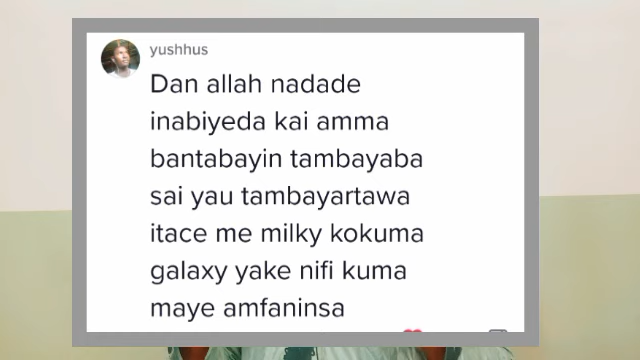 yushhus
Dan allah nadade
inabiyeda kai amma
bantabayin tambayaba
sai yau tambayartawa
itace me milky kokuma
galaxy yake nifi kuma
maye amfaninsa